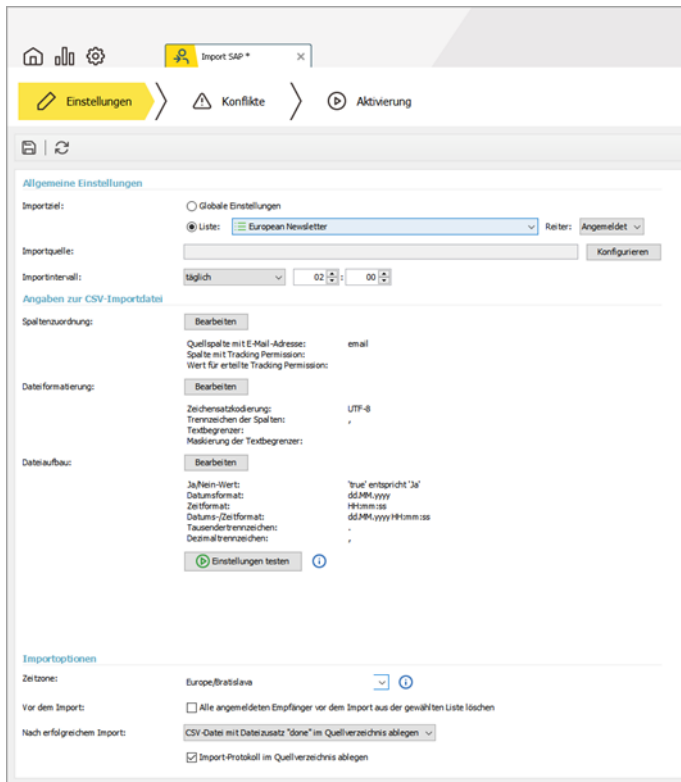 Import SAP *
Einstellungen
Konflikte
Aktivierung
Allgemeine Einstellungen
Importziel:
Globale Einstellungen
Liste: European Newsletter Reiter: Angemeldet
Importquelle: Konfigurieren
Importintervall: täglich 02 : 00
Angaben zur CSV-Importdatei
Spaltenzuordnung: Bearbeiten
Quellspalte mit E-Mail-Adresse: email
Spalte mit Tracking Permission:
Wert für erteilte Tracking Permission:
Dateiformatierung: Bearbeiten
Zeichensatzkodierung: UTF-8
Trennzeichen der Spalten: ,
Textbegrenzer:
Maskierung der Textbegrenzer:
Dateiaufbau: Bearbeiten
Ja/Nein-Wert: 'true' entspricht 'Ja'
Datumsformat: dd.MM.yyyy
Zeitformat: HH:mm:ss
Datums-/Zeitformat: dd.MM.yyyy HH:mm:ss
Tausendertrennzeichen: .
Dezimaltrennzeichen: ,
Einstellungen testen
Importoptionen
Zeitzone: Europe/Bratislava
Vor dem Import: Alle angemeldeten Empfänger vor dem Import aus der gewählten Liste löschen
Nach erfolgreichem Import: CSV-Datei mit Dateizusatz "done" im Quellverzeichnis ablegen
Import-Protokoll im Quellverzeichnis ablegen